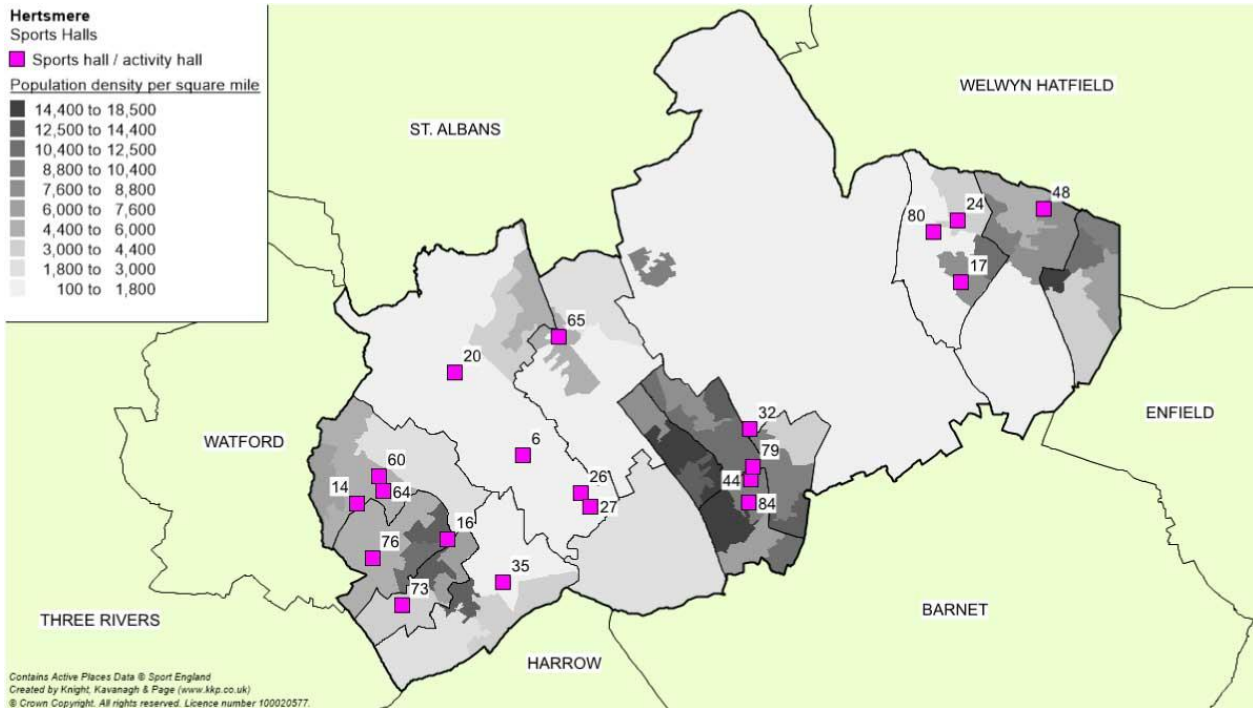 Hertsmere
Sports Halls
Sports hall / activity hall
Population density per square mile
14,400 to 18,500
12,500 to 14,400
10,400 to 12,500
8,800 to 10,400
7,600 to 8,800
6,000 to 7,600
4,400 to 6,000
3,000 to 4,400
1,800 to 3,000
100 to 1,800
WELWYN HATFIELD
ST. ALBANS
48
24
80
17
65
20
ENFIELD
32
WATFORD
6
79
60
26
44
14
64
27
84
16
76
35
73
BARNET
THREE RIVERS
HARROW
Contains Active Places Data © Sport England
Created by Knight, Kavanagh & Page (www.kkp.co.uk)
© Crown Copyright. All rights reserved. Licence number 100020577.